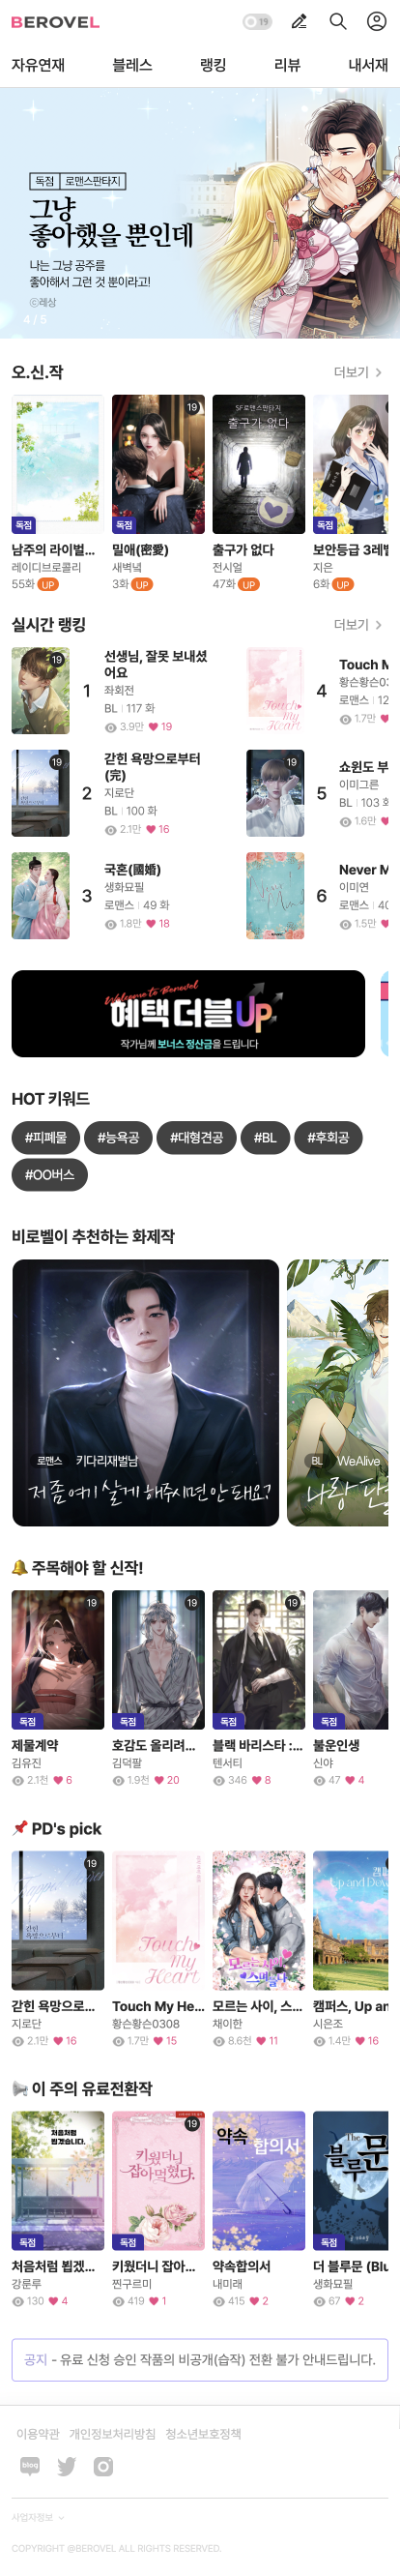 BEROVEL
19
자유연재 블레스 랭킹 리뷰 내서재
독점 로맨스판타지
그냥
좋아했을 뿐인데
나는 그냥 공주를
좋아해서 그런 것 뿐이라고!
ⓒ레상
4 / 5
오.신.작 더보기
19
SF로맨스판타지
출구가 없다
독점 독점 독점
남주의 라이벌... 밀애(密愛) 출구가 없다 보안등급 3레벨
레이디브로콜리 새벽녘 전시얼 지은
55화 UP 3화 UP 47화 UP 6화 UP
실시간 랭킹 더보기
19
1
선생님, 잘못 보내셨
어요
좌회전
BL 117 화
3.9만 19
Touch My Heart
4
Touch M
황슨황슨03
로맨스 12
1.7만
19
2
갇힌 욕망으로부터
(完)
지로단
BL 100 화
2.1만 16
19
5
쇼윈도 부
이미그른
BL 103 화
1.6만
3
국혼(國婚)
생화묘필
로맨스 49 화
1.8만 18
6
Never M
이미연
로맨스 40
1.5만
Welcome to Berovel
혜택 더블 UP
작가님께 보너스 정산금을 드립니다
HOT 키워드
#피폐물 #능욕공 #대형견공 #BL #후회공
#OO버스
비로벨이 추천하는 화제작
로맨스 키다리재벌남
저 좀 여기 살게 해주시면 안 돼요?
BL WeAlive
나랑
주목해야 할 신작!
19 19 19
독점 독점 독점 독점
제물계약 호감도 올리려... 블랙 바리스타 :... 불운인생
김유진 김덕팔 텐서티 신야
2.1천 6 1.9천 20 346 8 47 4
PD's pick
19
갇힌
욕망으로부터
Touch
My
Heart
모르는 사이,
스며들다
캠퍼스,
Up and Down
갇힌 욕망으로... Touch My He... 모르는 사이, 스... 캠퍼스, Up an
지로단 황슨황슨0308 채이한 시은조
2.1만 16 1.7만 15 8.6천 11 1.4만 16
이 주의 유료전환작
처음처럼
뵙겠습니다.
19
키웠더니
잡아먹혔다.
약속
합의서
The
블루문
독점 독점 독점
처음처럼 뵙겠... 키웠더니 잡아... 약속합의서 더 블루문 (Blu
강룬루 찐구르미 내미래 생화묘필
130 4 419 1 415 2 67 2
공지 - 유료 신청 승인 작품의 비공개(습작) 전환 불가 안내드립니다.
이용약관 개인정보처리방침 청소년보호정책
blog
사업자정보
COPYRIGHT @BEROVEL ALL RIGHTS RESERVED.